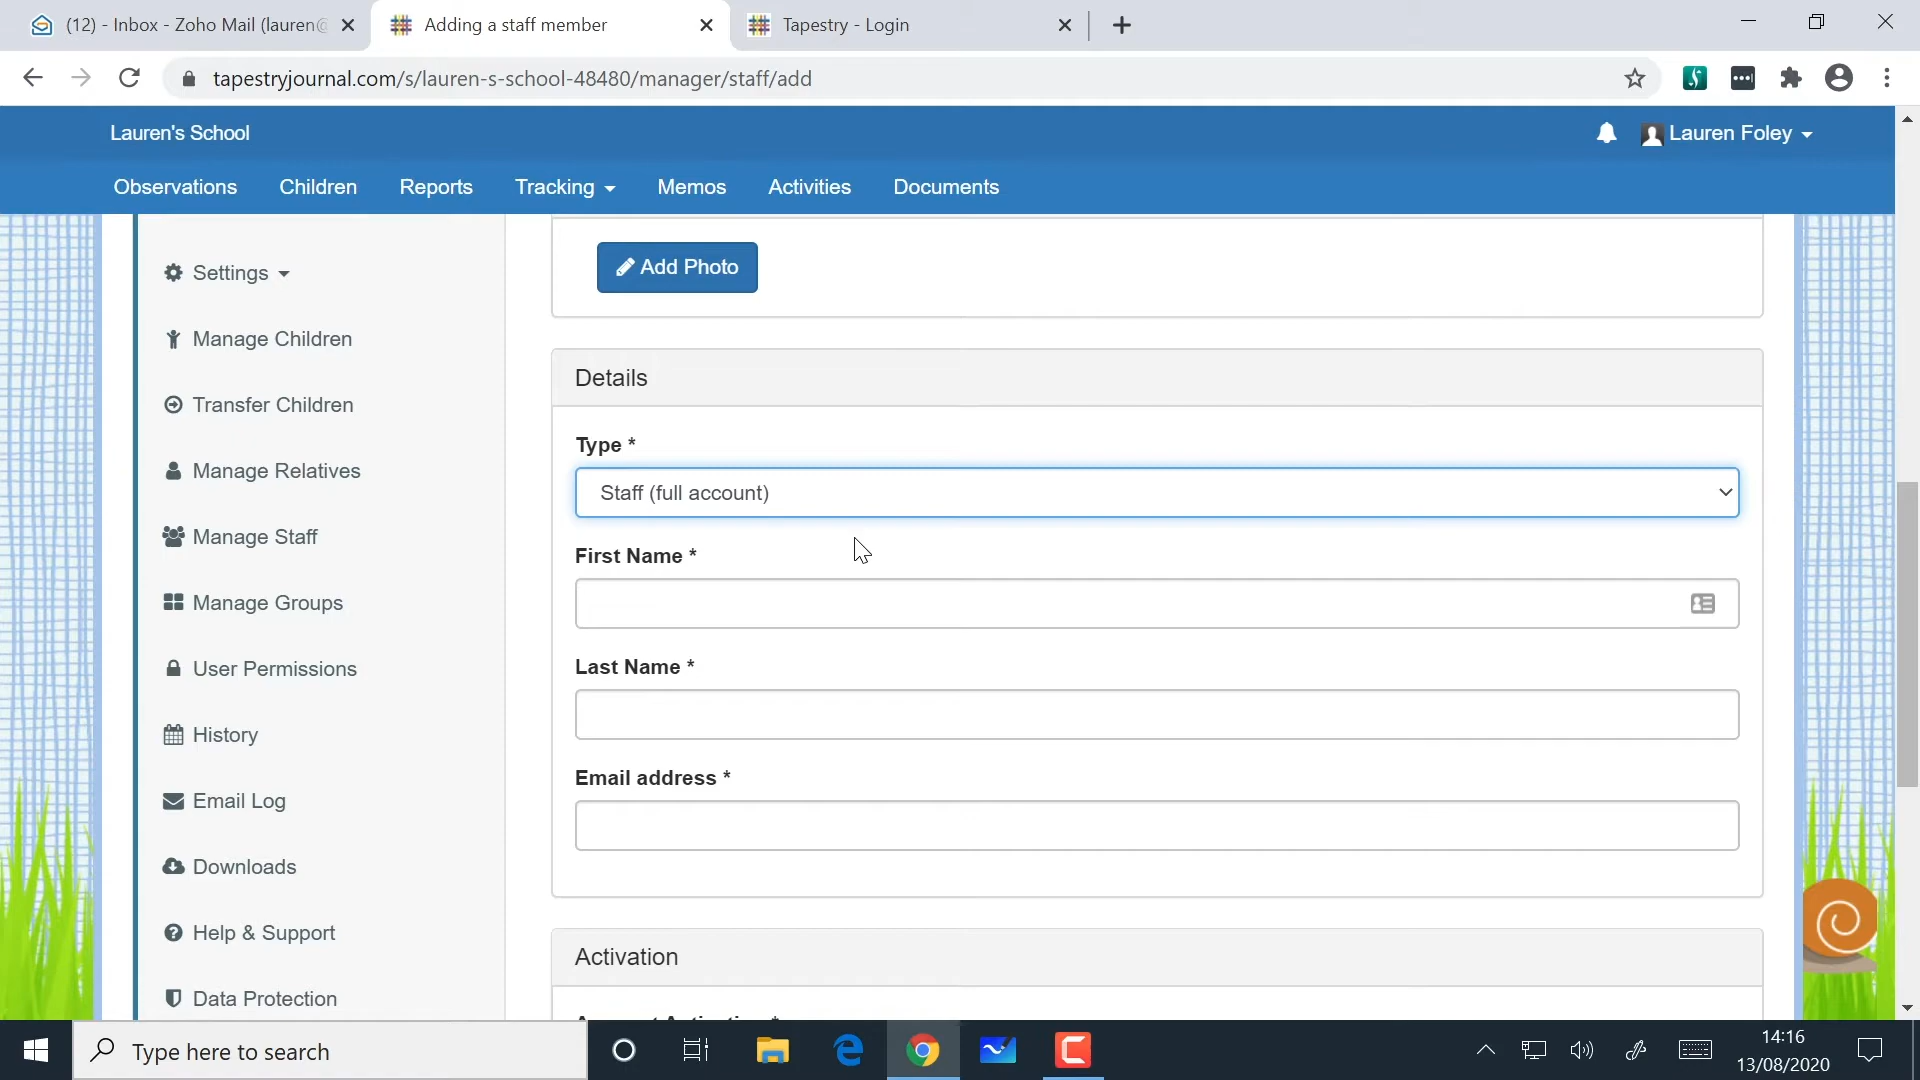 (12) - Inbox - Zoho Mail (lauren@
Adding a staff member
Tapestry - Login
tapestryjournal.com/s/lauren-s-school-48480/manager/staff/add
Lauren's School
Lauren Foley
Observations
Children
Reports
Tracking
Memos
Activities
Documents
Settings
Manage Children
Transfer Children
Manage Relatives
Manage Staff
Manage Groups
User Permissions
History
Email Log
Downloads
Help & Support
Data Protection
Add Photo
Details
Type *
Staff (full account)
First Name *
Last Name *
Email address *
Activation
Type here to search
14:16
13/08/2020